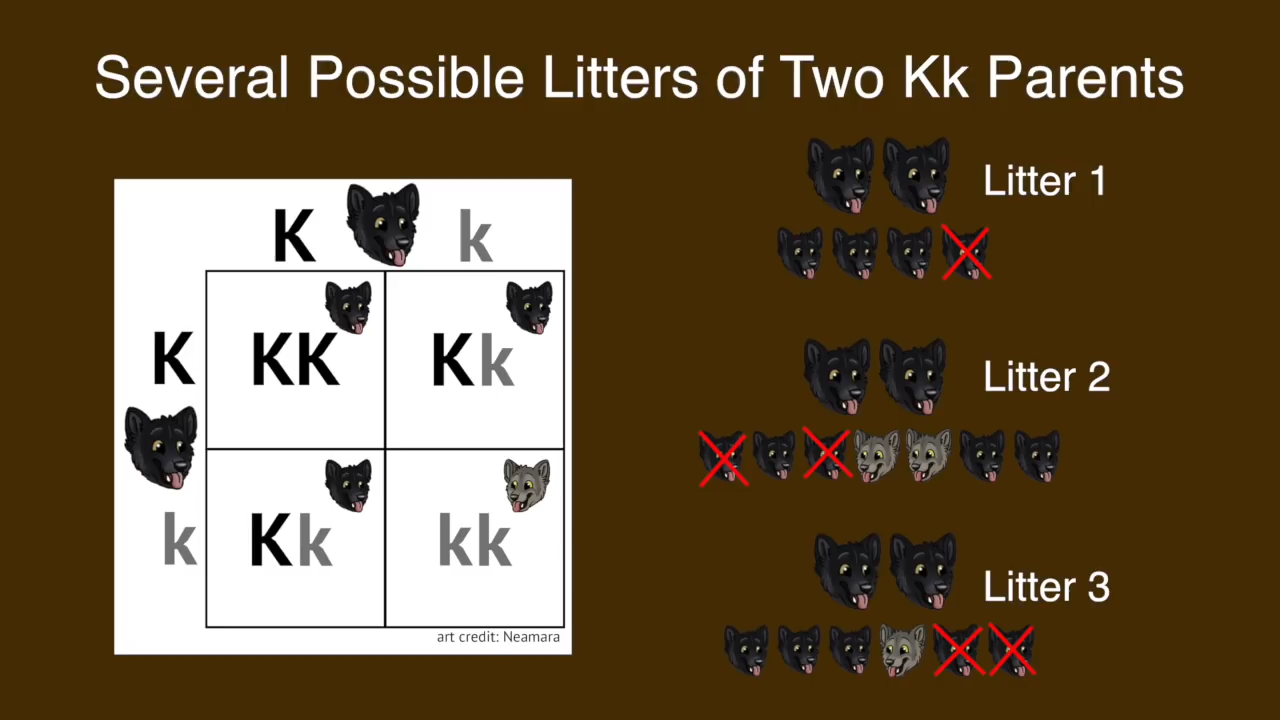 Several Possible Litters of Two Kk Parents
K k
K KK Kk
k Kk kk
art credit: Neamara
Litter 1
Litter 2
Litter 3